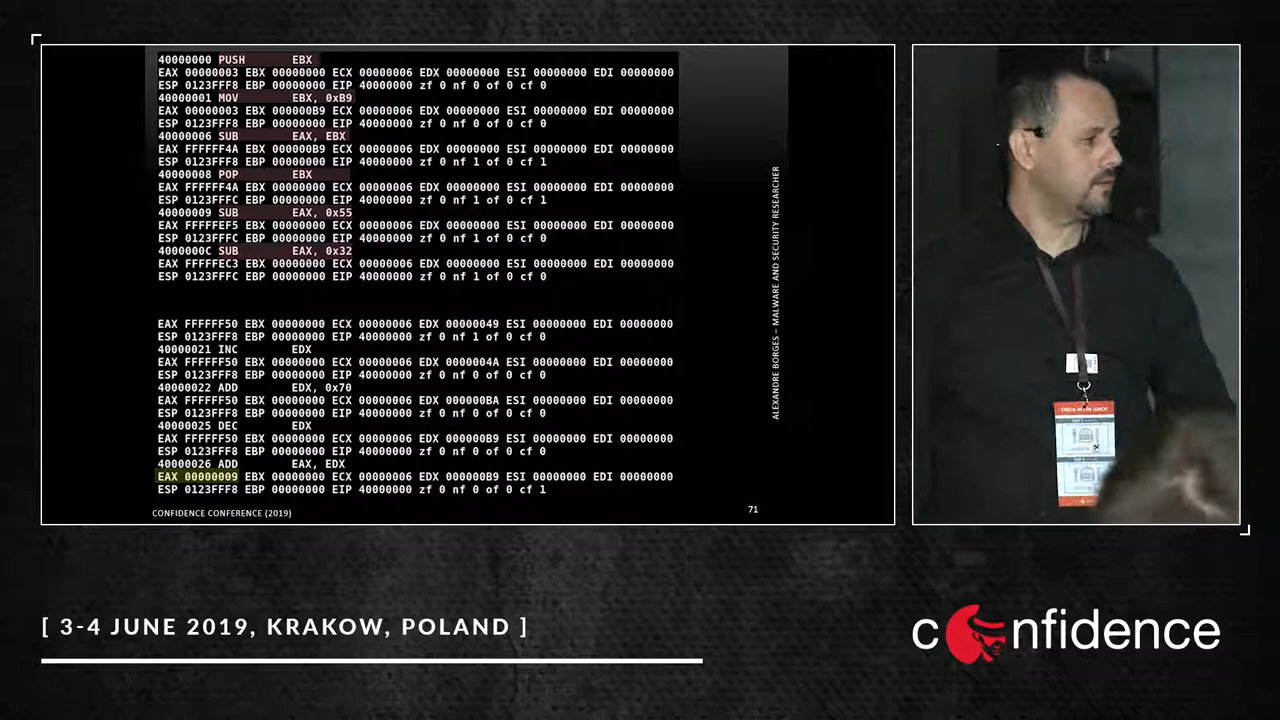 40000000 PUSH EBX
EAX 00000003 EBX 00000000 ECX 00000006 EDX 00000000 ESI 00000000 EDI 00000000
ESP 0123FFF8 EBP 00000000 EIP 40000000 zf 0 nf 0 of 0 cf 0
40000001 MOV EBX, 0xB9
EAX 00000003 EBX 000000B9 ECX 00000006 EDX 00000000 ESI 00000000 EDI 00000000
ESP 0123FFF8 EBP 00000000 EIP 40000000 zf 0 nf 0 of 0 cf 0
40000006 SUB EAX, EBX
EAX FFFFFF4A EBX 000000B9 ECX 00000006 EDX 00000000 ESI 00000000 EDI 00000000
ESP 0123FFF8 EBP 00000000 EIP 40000000 zf 0 nf 1 of 0 cf 1
40000008 POP EBX
EAX FFFFFF4A EBX 00000000 ECX 00000006 EDX 00000000 ESI 00000000 EDI 00000000
ESP 0123FFFC EBP 00000000 EIP 40000000 zf 0 nf 1 of 0 cf 1
40000009 SUB EAX, 0x55
EAX FFFFFEF5 EBX 00000000 ECX 00000006 EDX 00000000 ESI 00000000 EDI 00000000
ESP 0123FFFC EBP 00000000 EIP 40000000 zf 0 nf 1 of 0 cf 0
4000000C SUB EAX, 0x32
EAX FFFFFEC3 EBX 00000000 ECX 00000006 EDX 00000000 ESI 00000000 EDI 00000000
ESP 0123FFFC EBP 00000000 EIP 40000000 zf 0 nf 1 of 0 cf 0
EAX FFFFFF50 EBX 00000000 ECX 00000006 EDX 00000049 ESI 00000000 EDI 00000000
ESP 0123FFF8 EBP 00000000 EIP 40000000 zf 0 nf 0 of 0 cf 0
40000021 INC EDX
EAX FFFFFF50 EBX 00000000 ECX 00000006 EDX 0000004A ESI 00000000 EDI 00000000
ESP 0123FFF8 EBP 00000000 EIP 40000000 zf 0 nf 0 of 0 cf 0
40000022 ADD EDX, 0x70
EAX FFFFFF50 EBX 00000000 ECX 00000006 EDX 000000BA ESI 00000000 EDI 00000000
ESP 0123FFF8 EBP 00000000 EIP 40000000 zf 0 nf 0 of 0 cf 0
40000025 DEC EDX
EAX FFFFFF50 EBX 00000000 ECX 00000006 EDX 000000B9 ESI 00000000 EDI 00000000
ESP 0123FFF8 EBP 00000000 EIP 40000000 zf 0 nf 0 of 0 cf 0
40000026 ADD EAX, EDX
EAX 00000009 EBX 00000000 ECX 00000006 EDX 000000B9 ESI 00000000 EDI 00000000
ESP 0123FFF8 EBP 00000000 EIP 40000000 zf 0 nf 0 of 0 cf 1
CONFIDENCE CONFERENCE (2019)
71
ALEXANDRE BORGES – MALWARE AND SECURITY RESEARCHER
[ 3-4 JUNE 2019, KRAKOW, POLAND ]
confidence